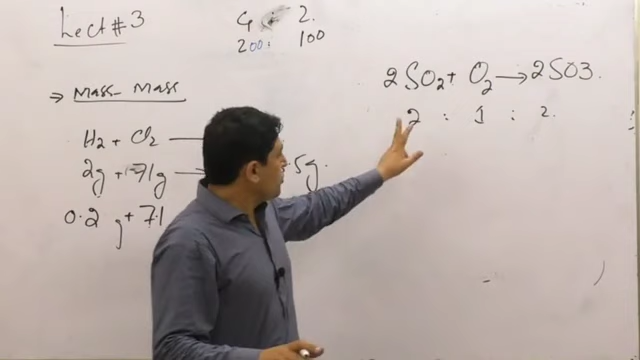 Lect #3
4 : 2.
200: 100
→ Mass-Mass
H2 + Cl2 —
2g + 71g → 5g.
0.2 g + 7.1
2SO2 + O2 → 2SO3.
2 : 1 : 2.